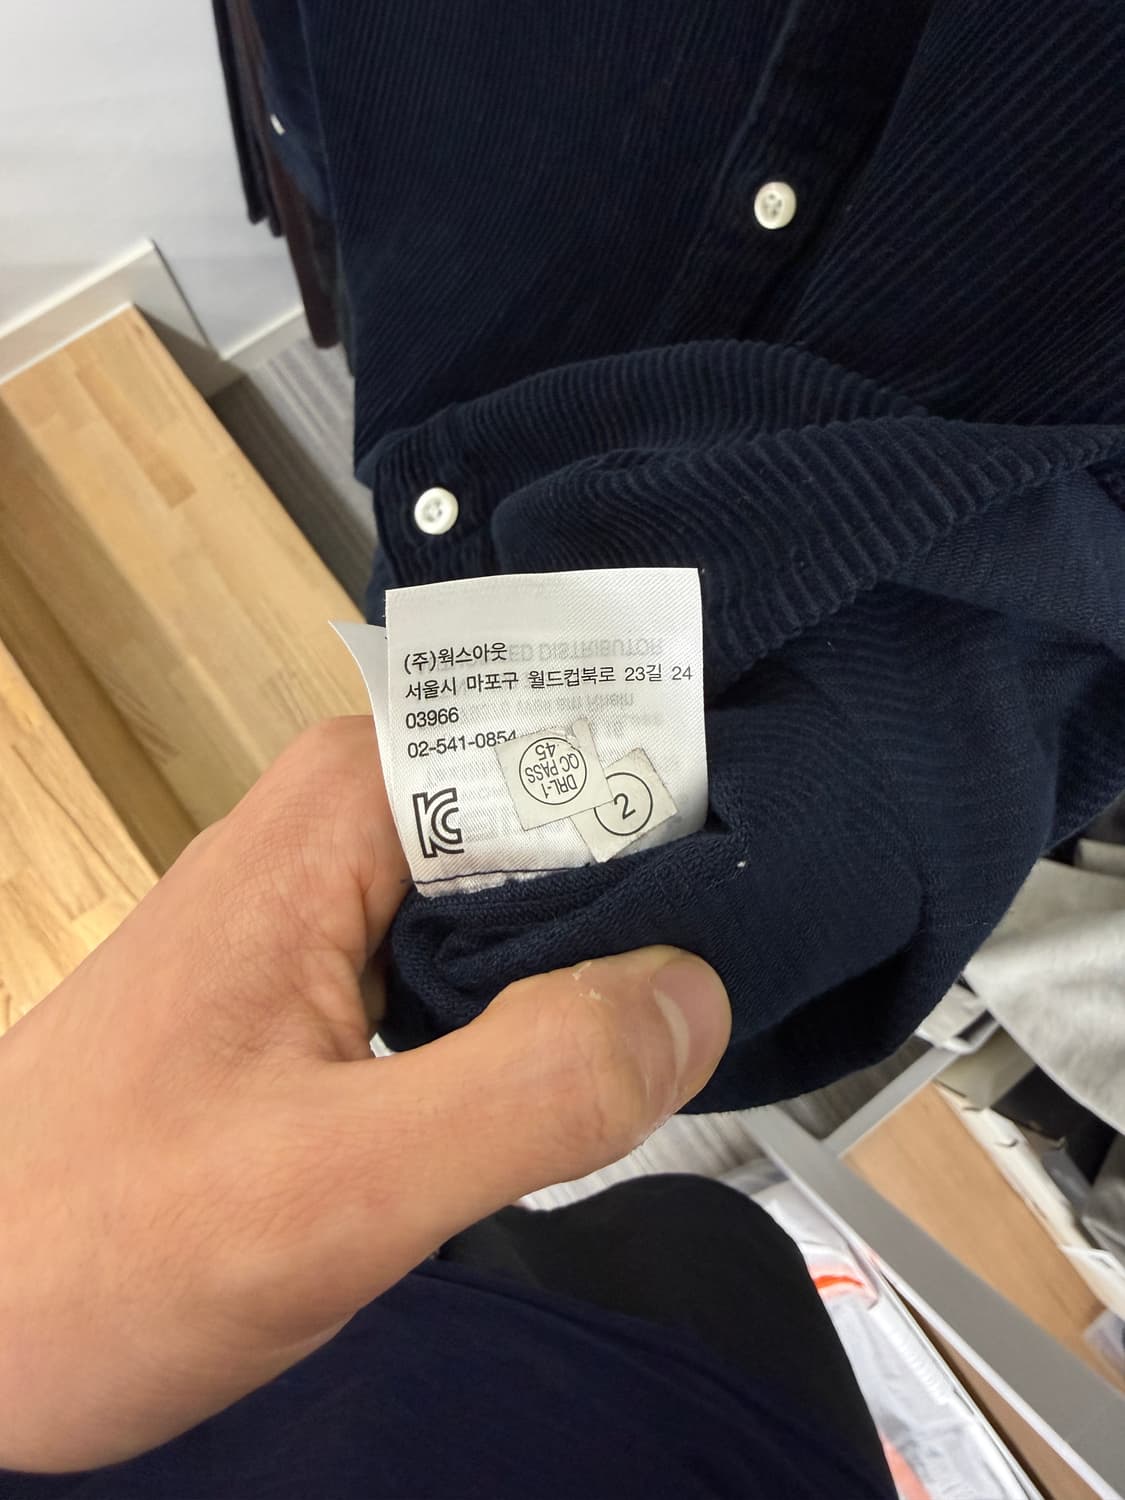 (주)웍스아웃
서울시 마포구 월드컵북로 23길 24
03966
02-541-0854
DRL-1
QC PASS
45
2